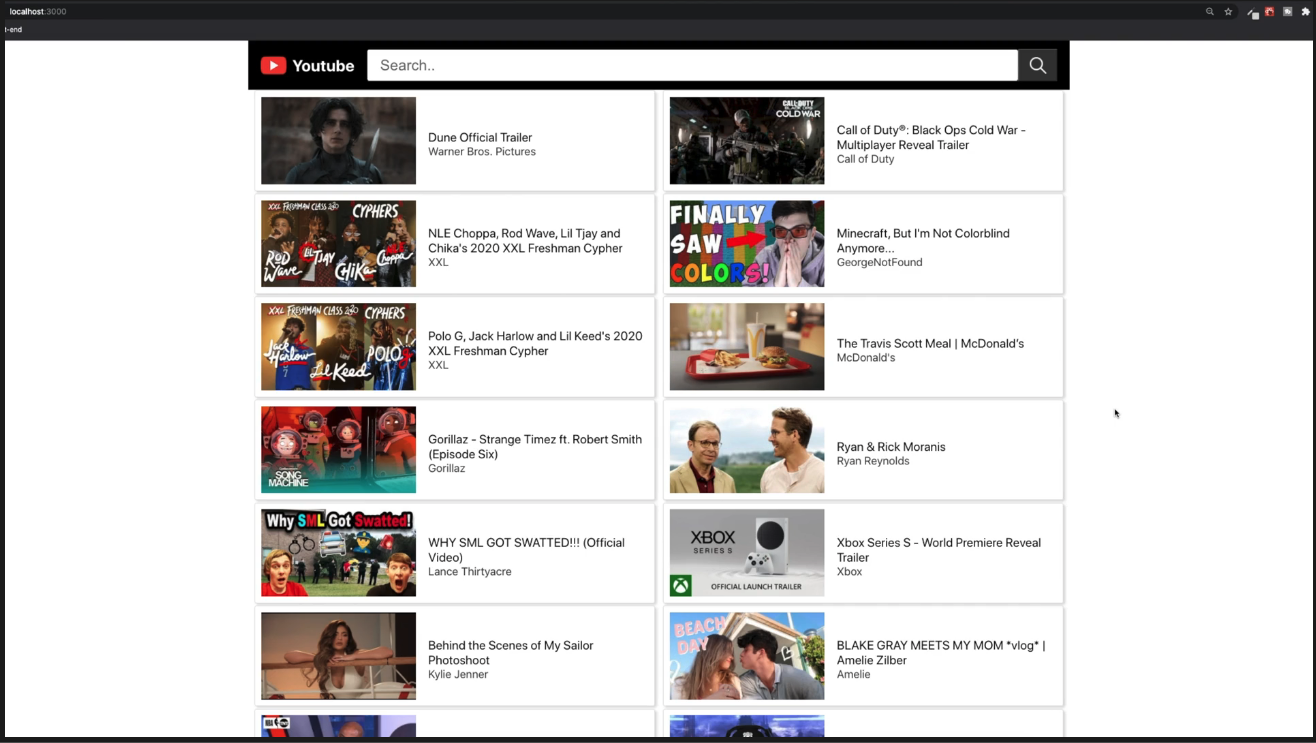 localhost:3000
t-end
Youtube
Search..
Dune Official Trailer
Warner Bros. Pictures
CALL OF DUTY
BLACK OPS
COLD WAR
Call of Duty®: Black Ops Cold War -
Multiplayer Reveal Trailer
Call of Duty
XXL FRESHMAN CLASS 2020
CYPHERS
ROD
WAVE
LIL TJAY
CHIKA
NLE
Choppa
NLE Choppa, Rod Wave, Lil Tjay and
Chika's 2020 XXL Freshman Cypher
XXL
FINALLY
SAW
COLORS!
Minecraft, But I'm Not Colorblind
Anymore...
GeorgeNotFound
XXL FRESHMAN CLASS 2020
CYPHERS
Jack
Harlow
Lil Keed
POLO G
Polo G, Jack Harlow and Lil Keed's 2020
XXL Freshman Cypher
XXL
The Travis Scott Meal | McDonald's
McDonald's
SONG
MACHINE
Gorillaz - Strange Timez ft. Robert Smith
(Episode Six)
Gorillaz
Ryan & Rick Moranis
Ryan Reynolds
Why SML Got Swatted!
WHY SML GOT SWATTED!!! (Official
Video)
Lance Thirtyacre
XBOX
SERIES S
OFFICIAL LAUNCH TRAILER
Xbox Series S - World Premiere Reveal
Trailer
Xbox
Behind the Scenes of My Sailor
Photoshoot
Kylie Jenner
BEACH
DAY
BLAKE GRAY MEETS MY MOM *vlog* |
Amelie Zilber
Amelie